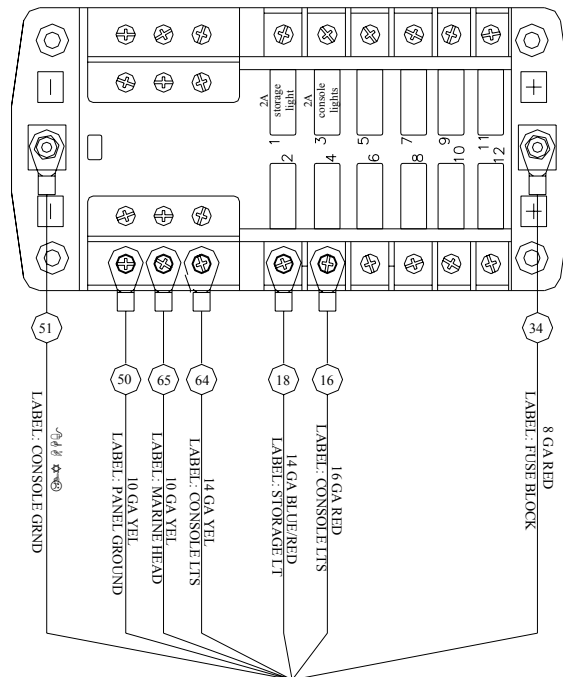 2A
storage
light
2A
console
lights
1
3
5
7
9
11
2
4
6
8
10
12
51
34
50
65
64
18
16
LABEL: CONSOLE GRND
10 GA YEL
LABEL: PANEL GROUND
10 GA YEL
LABEL: MARINE HEAD
14 GA YEL
LABEL: CONSOLE LTS
14 GA BLUE/RED
LABEL: STORAGE LT
16 GA RED
LABEL: CONSOLE LTS
8 GA RED
LABEL: FUSE BLOCK